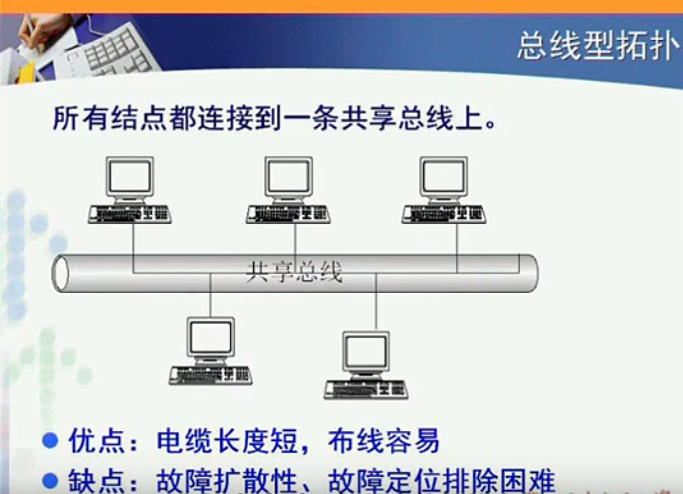 总线型拓扑
所有结点都连接到一条共享总线上。
共享总线
优点：电缆长度短，布线容易
缺点：故障扩散性、故障定位排除困难